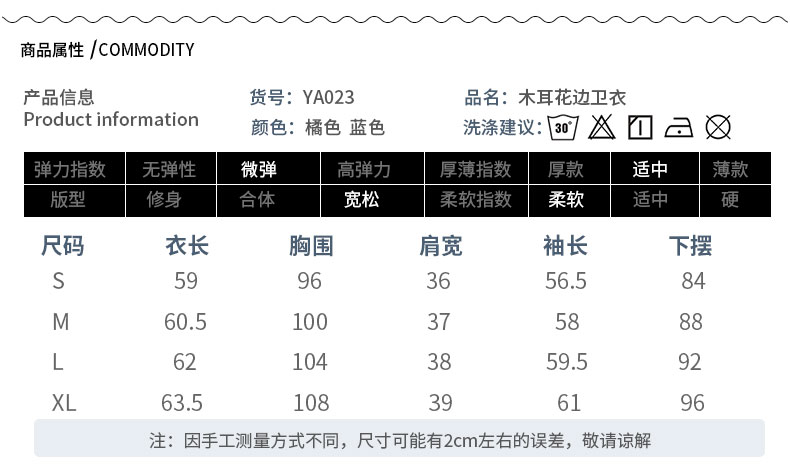 商品属性 /COMMODITY
产品信息 货号：YA023 品名：木耳花边卫衣
Product information 颜色：橘色 蓝色 洗涤建议： 30°
弹力指数 无弹性 微弹 高弹力 厚薄指数 厚款 适中 薄款
版型 修身 合体 宽松 柔软指数 柔软 适中 硬
尺码 衣长 胸围 肩宽 袖长 下摆
S 59 96 36 56.5 84
M 60.5 100 37 58 88
L 62 104 38 59.5 92
XL 63.5 108 39 61 96
注：因手工测量方式不同，尺寸可能有2cm左右的误差，敬请谅解